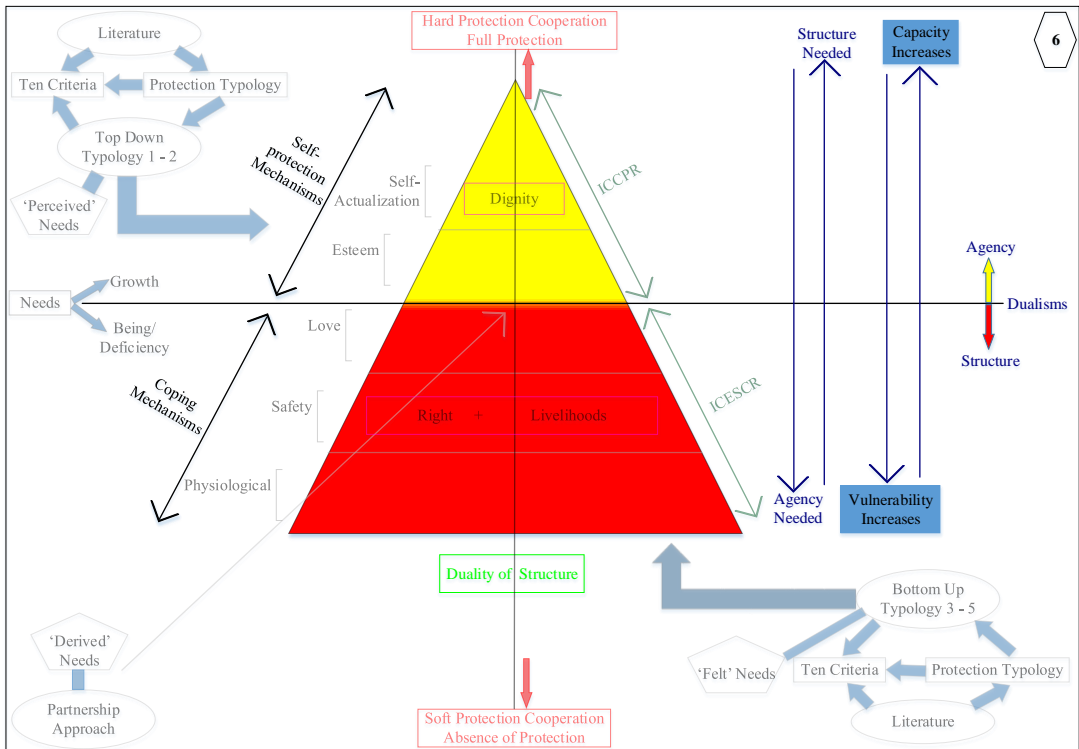 Hard Protection Cooperation
Full Protection
6
Literature
Ten Criteria
Protection Typology
Top Down
Typology 1 - 2
'Perceived'
Needs
Self-
protection
Mechanisms
Structure
Needed
Capacity
Increases
ICCPR
Self-
Actualization
Dignity
Esteem
Needs
Growth
Being/
Deficiency
Agency
Dualisms
Structure
Love
Coping
Mechanisms
Safety
Right + Livelihoods
ICESCR
Physiological
Agency
Needed
Vulnerability
Increases
Duality of Structure
Bottom Up
Typology 3 - 5
'Felt' Needs
Ten Criteria
Protection Typology
Literature
'Derived'
Needs
Partnership
Approach
Soft Protection Cooperation
Absence of Protection